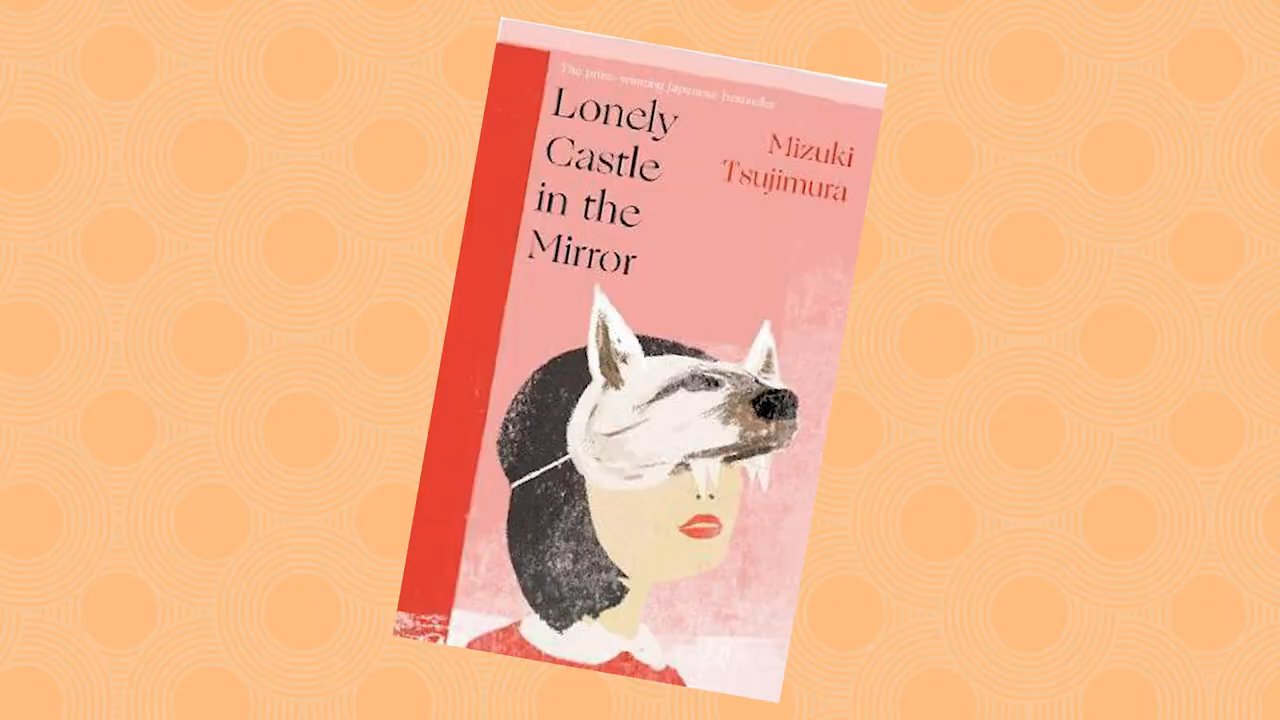 The prize-winning Japanese bestseller
Lonely
Castle
in the
Mirror
Mizuki
Tsujimura